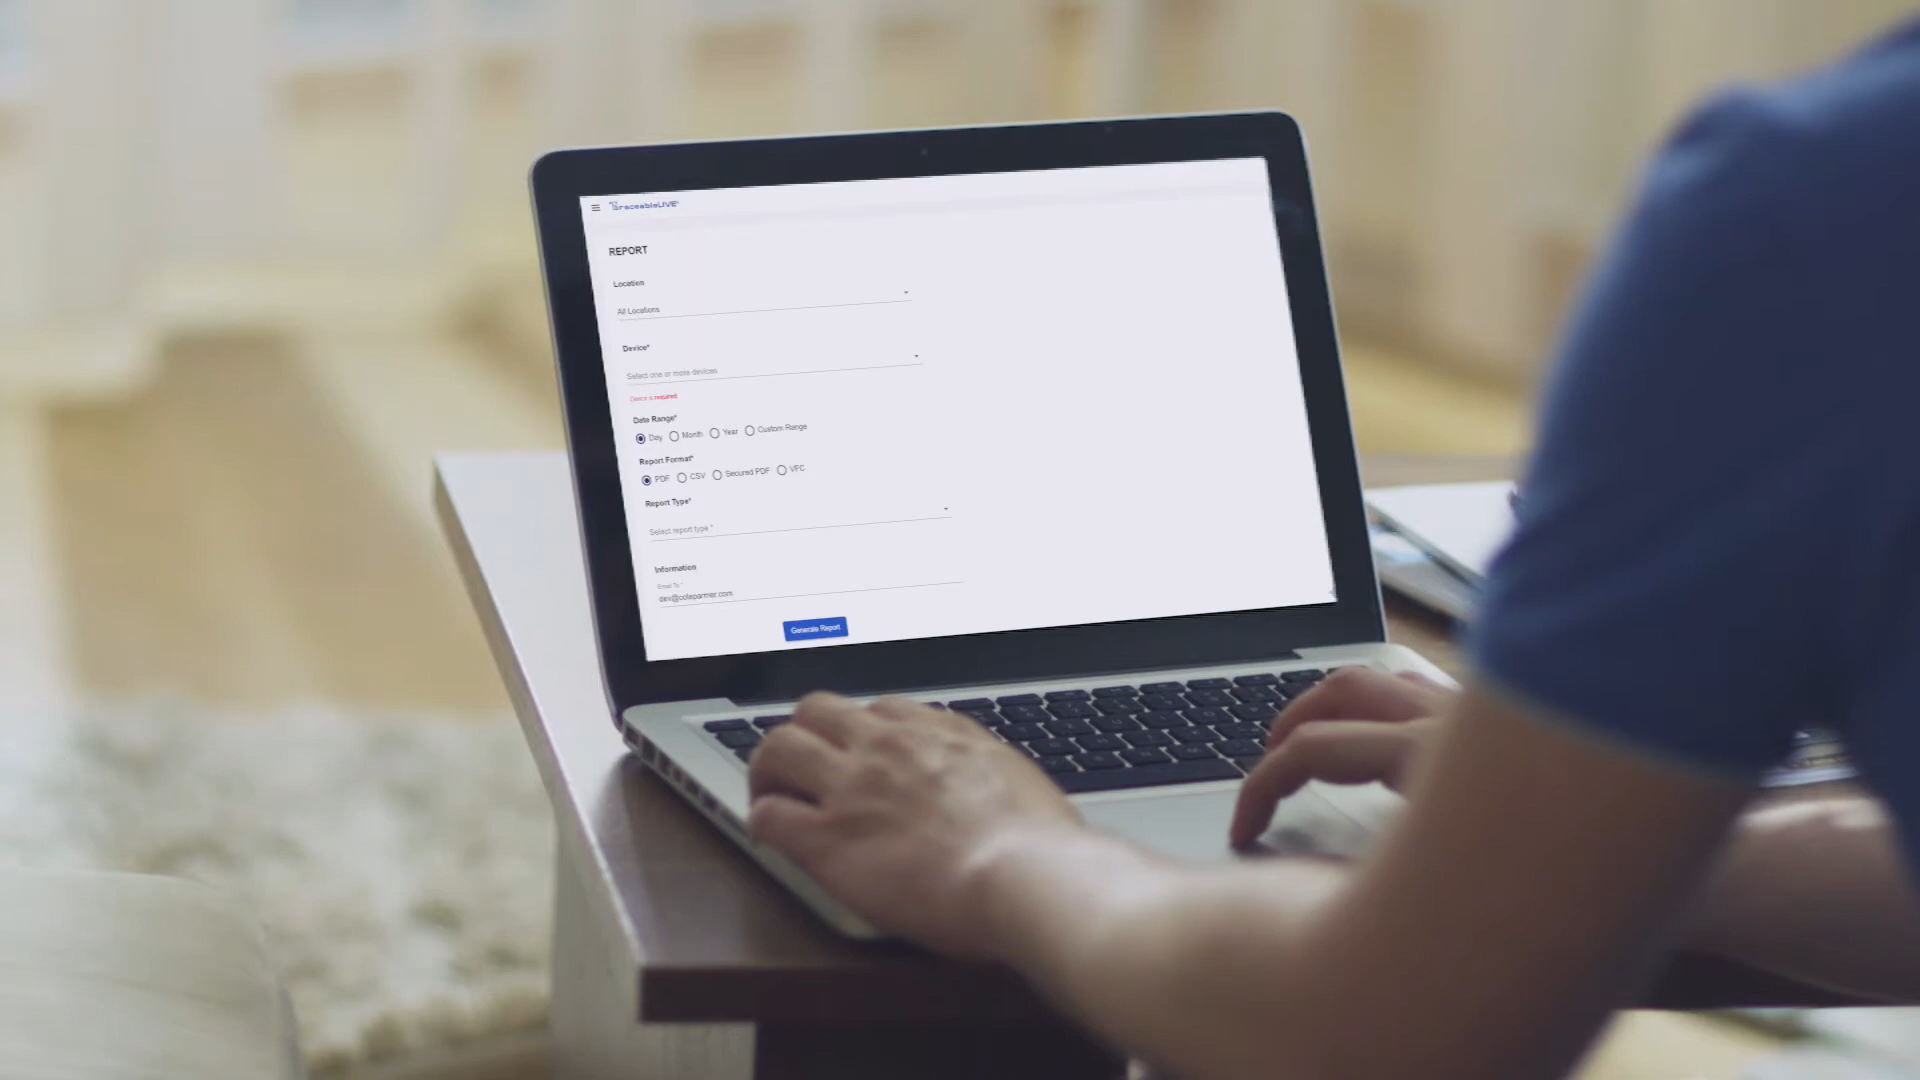 TraceableLIVE®
REPORT
Location
All Locations
Device*
Select one or more devices
Device is required
Date Range*
Day Month Year Custom Range
Report Format*
PDF CSV Secured PDF VFC
Report Type*
Select report type *
Information
Email To *
dev@coleparmer.com
Generate Report